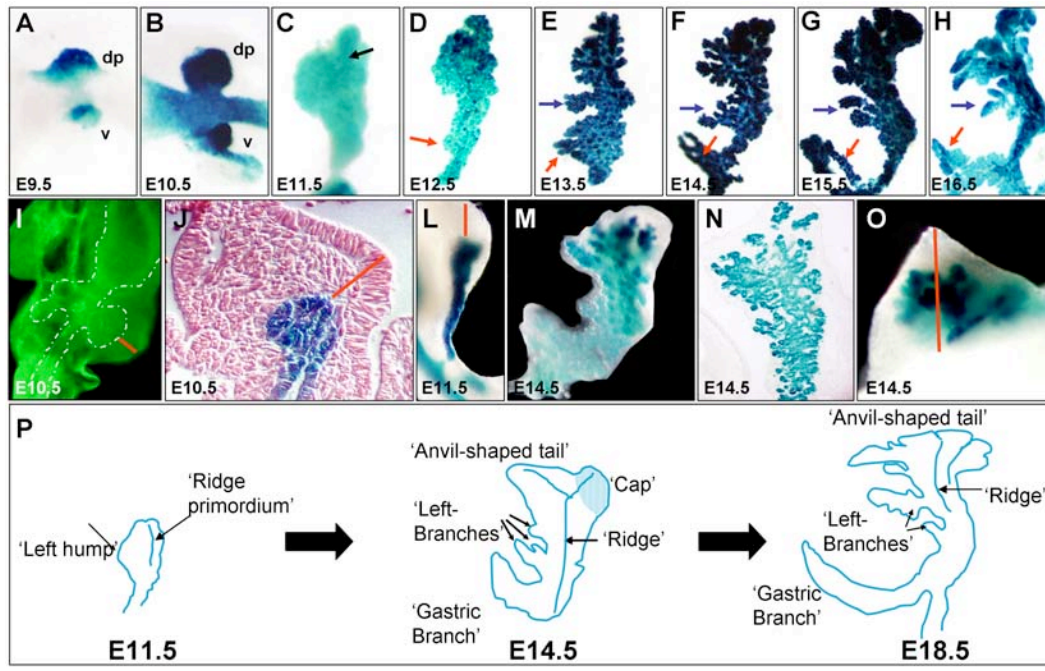 A
dp
v
E9.5
B
dp
v
E10.5
C
E11.5
D
E12.5
E
E13.5
F
E14.5
G
E15.5
H
E16.5
I
E10,5
J
E10.5
L
E11.5
M
E14.5
N
E14.5
O
E14.5
P
'Left hump'
'Ridge
primordium'
E11.5
'Anvil-shaped tail'
'Cap'
'Left-
Branches'
'Ridge'
'Gastric
Branch'
E14.5
'Anvil-shaped tail'
'Ridge'
'Left-
Branches'
'Gastric
Branch'
E18.5